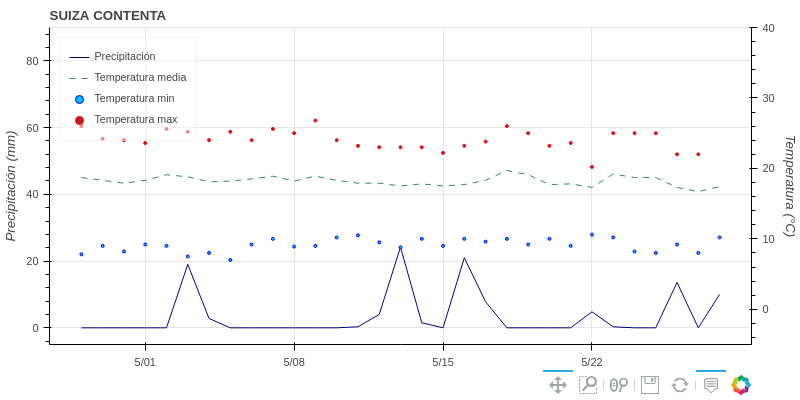 SUIZA CONTENTA
Precipitación
Temperatura media
Temperatura min
Temperatura max
Precipitación (mm)
80
60
40
20
0
Temperatura (°C)
40
30
20
10
0
5/01
5/08
5/15
5/22